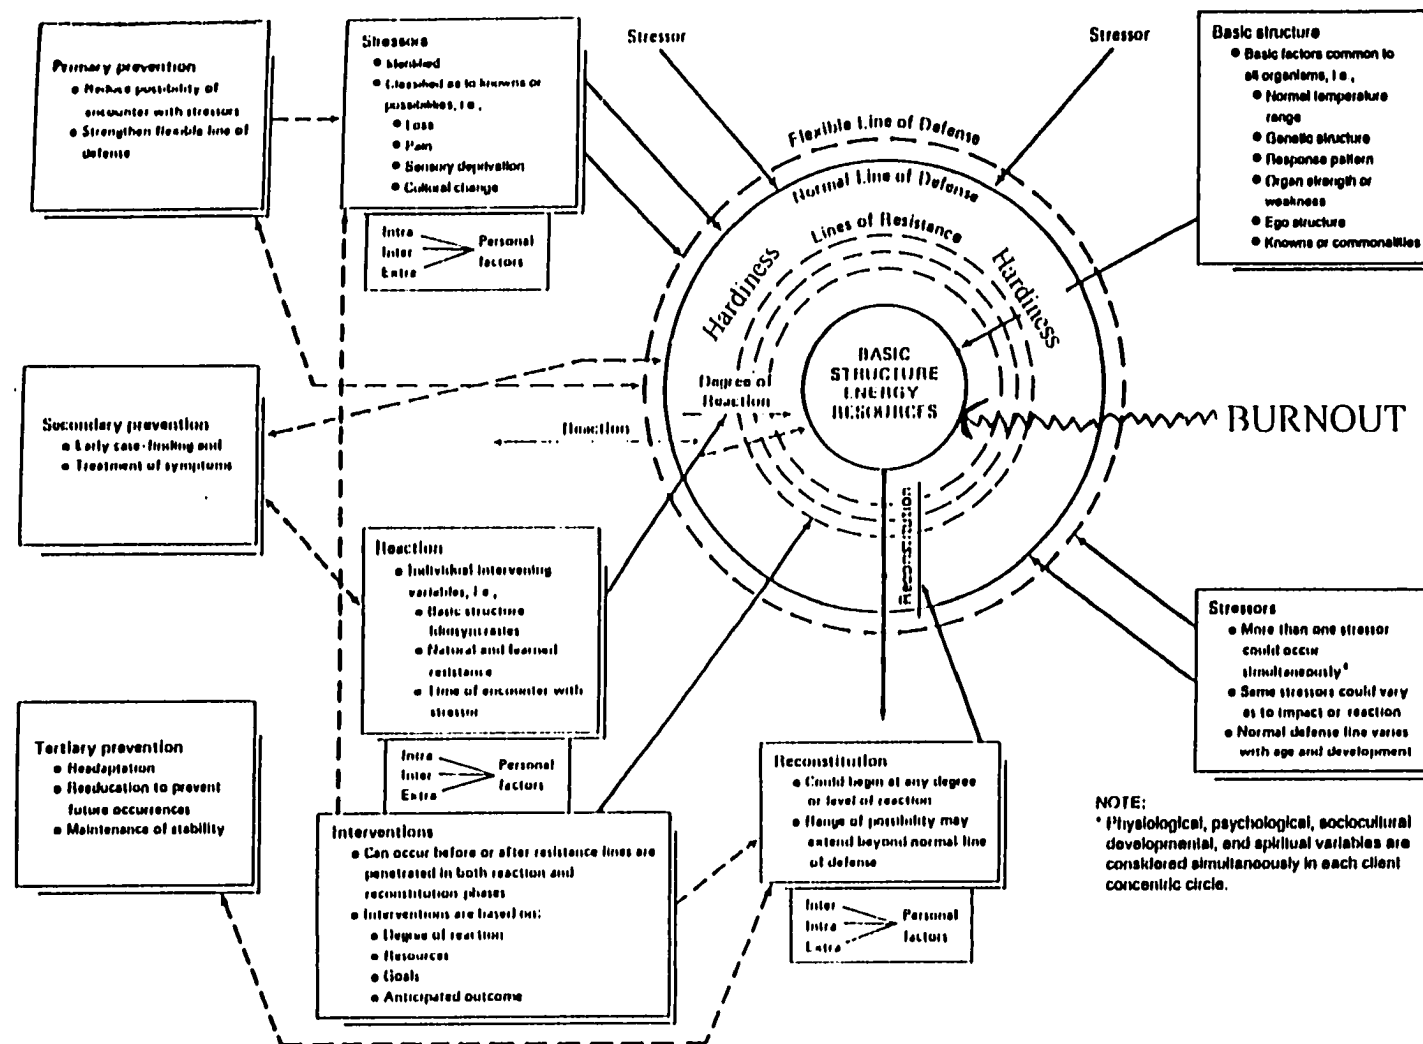 Primary prevention
• Reduce possibility of
encounter with stressors
• Strengthen flexible line of
defense
Stressors
• Identified
• Classified as to knowns or
possibilities, i.e.,
• Loss
• Pain
• Sensory deprivation
• Cultural change
Intra
Inter
Extra
Personal
factors
Stressor
Stressor
Basic structure
• Basic factors common to
all organisms, i.e.,
• Normal temperature
range
• Genetic structure
• Response pattern
• Organ strength or
weakness
• Ego structure
• Knowns or commonalities
Flexible Line of Defense
Normal Line of Defense
Lines of Resistance
Hardiness
Hardiness
BASIC
STRUCTURE
ENERGY
RESOURCES
Degree of
Reaction
Reaction
Reconstitution
BURNOUT
Secondary prevention
• Early case-finding and
• Treatment of symptoms
Reaction
• Individual intervening
variables, i.e.,
• Basic structure
idiosyncrasies
• Natural and learned
resistance
• Time of encounter with
stressor
Intra
Inter
Extra
Personal
factors
Stressors
• More than one stressor
could occur
simultaneously*
• Same stressors could vary
as to impact or reaction
• Normal defense line varies
with age and development
Tertiary prevention
• Readaptation
• Reeducation to prevent
future occurrences
• Maintenance of stability
Interventions
• Can occur before or after resistance lines are
penetrated in both reaction and
reconstitution phases
• Interventions are based on:
• Degree of reaction
• Resources
• Goals
• Anticipated outcome
Reconstitution
• Could begin at any degree
or level of reaction
• Range of possibility may
extend beyond normal line
of defense
Inter
Intra
Extra
Personal
factors
NOTE:
* Physiological, psychological, sociocultural
developmental, and spiritual variables are
considered simultaneously in each client
concentric circle.